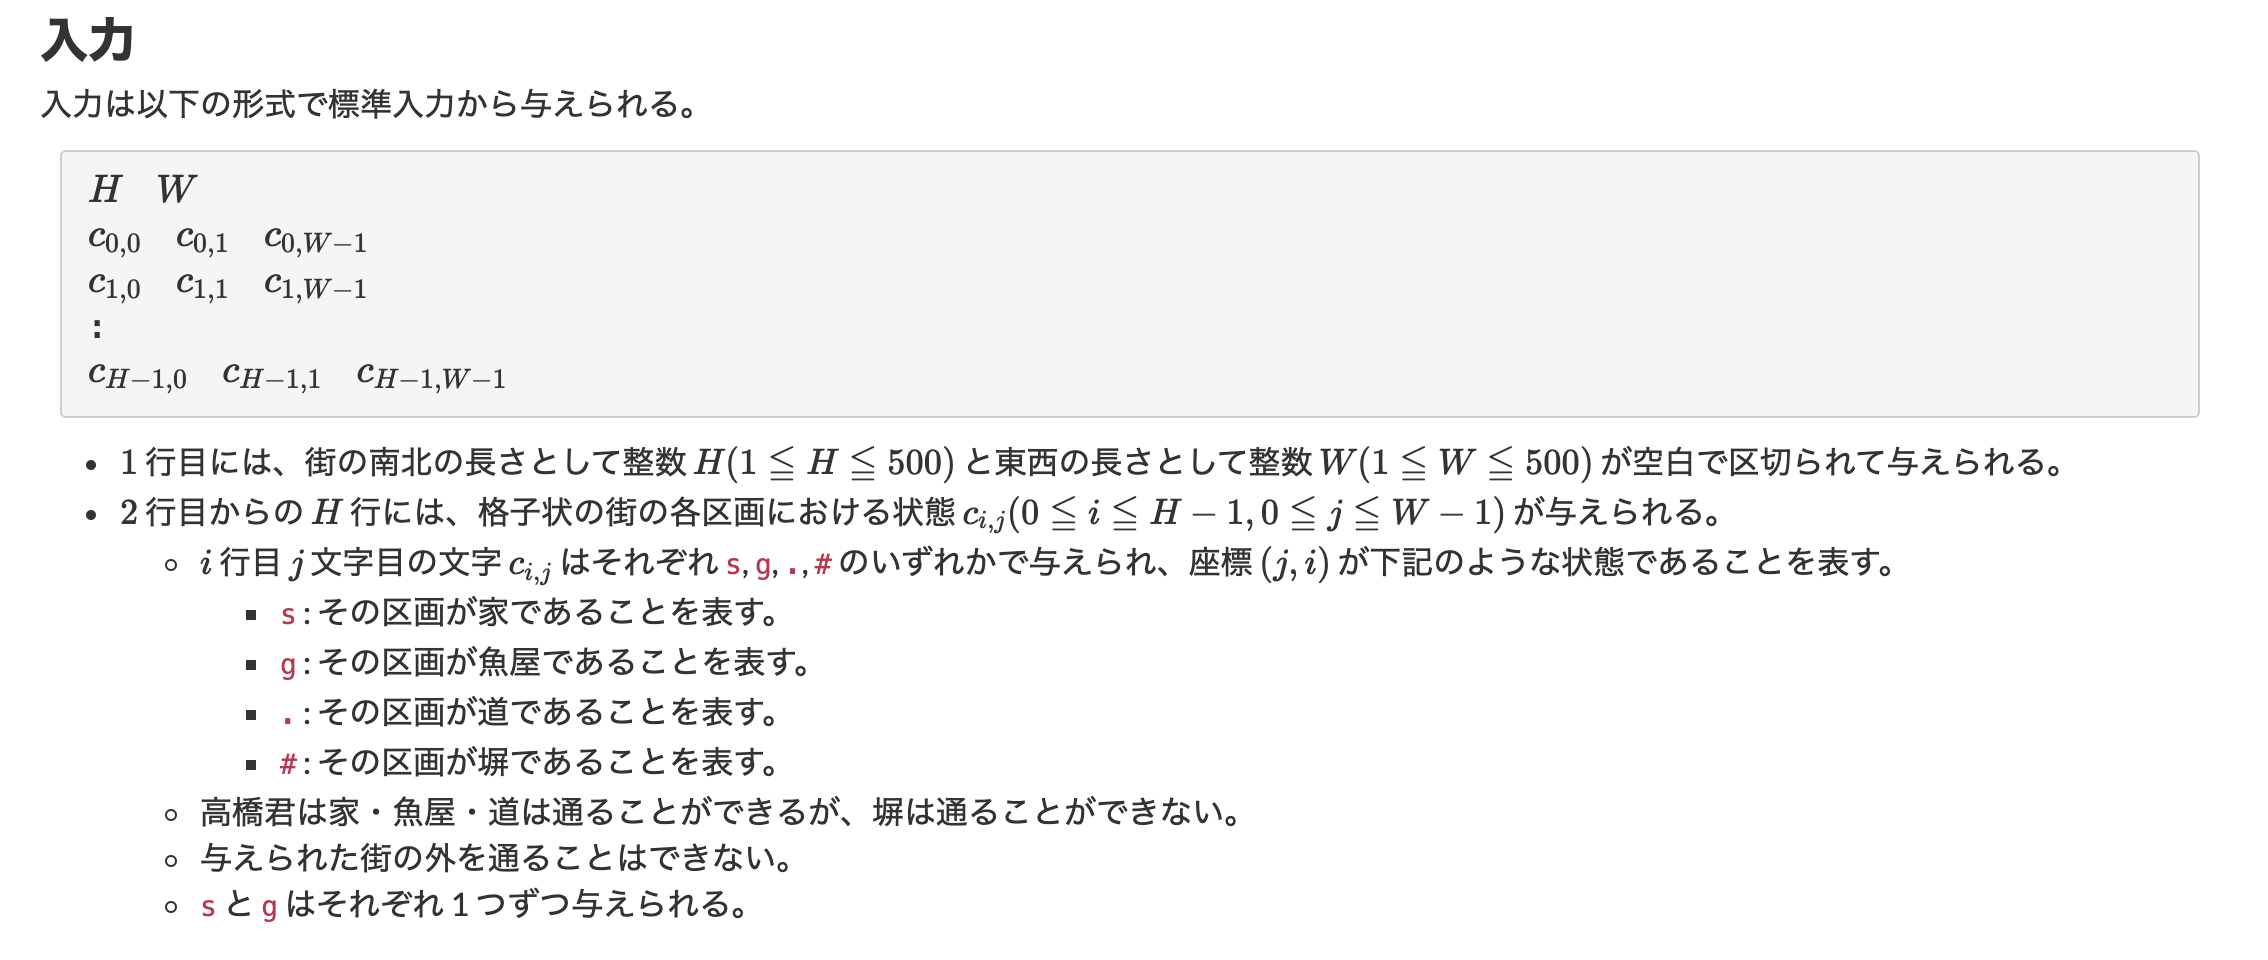 入力
入力は以下の形式で標準入力から与えられる。
H W
c_{0,0} c_{0,1} c_{0,W−1}
c_{1,0} c_{1,1} c_{1,W−1}
:
c_{H−1,0} c_{H−1,1} c_{H−1,W−1}
• 1 行目には、街の南北の長さとして整数 H(1 ≦ H ≦ 500) と東西の長さとして整数 W(1 ≦ W ≦ 500) が空白で区切られて与えられる。
• 2 行目からの H 行には、格子状の街の各区画における状態 c_{i,j}(0 ≦ i ≦ H − 1, 0 ≦ j ≦ W − 1) が与えられる。
◦ i 行目 j 文字目の文字 c_{i,j} はそれぞれ s, g, ., # のいずれかで与えられ、座標 (j, i) が下記のような状態であることを表す。
▪ s : その区画が家であることを表す。
▪ g : その区画が魚屋であることを表す。
▪ . : その区画が道であることを表す。
▪ # : その区画が塀であることを表す。
◦ 高橋君は家・魚屋・道は通ることができるが、塀は通ることができない。
◦ 与えられた街の外を通ることはできない。
◦ s と g はそれぞれ 1 つずつ与えられる。